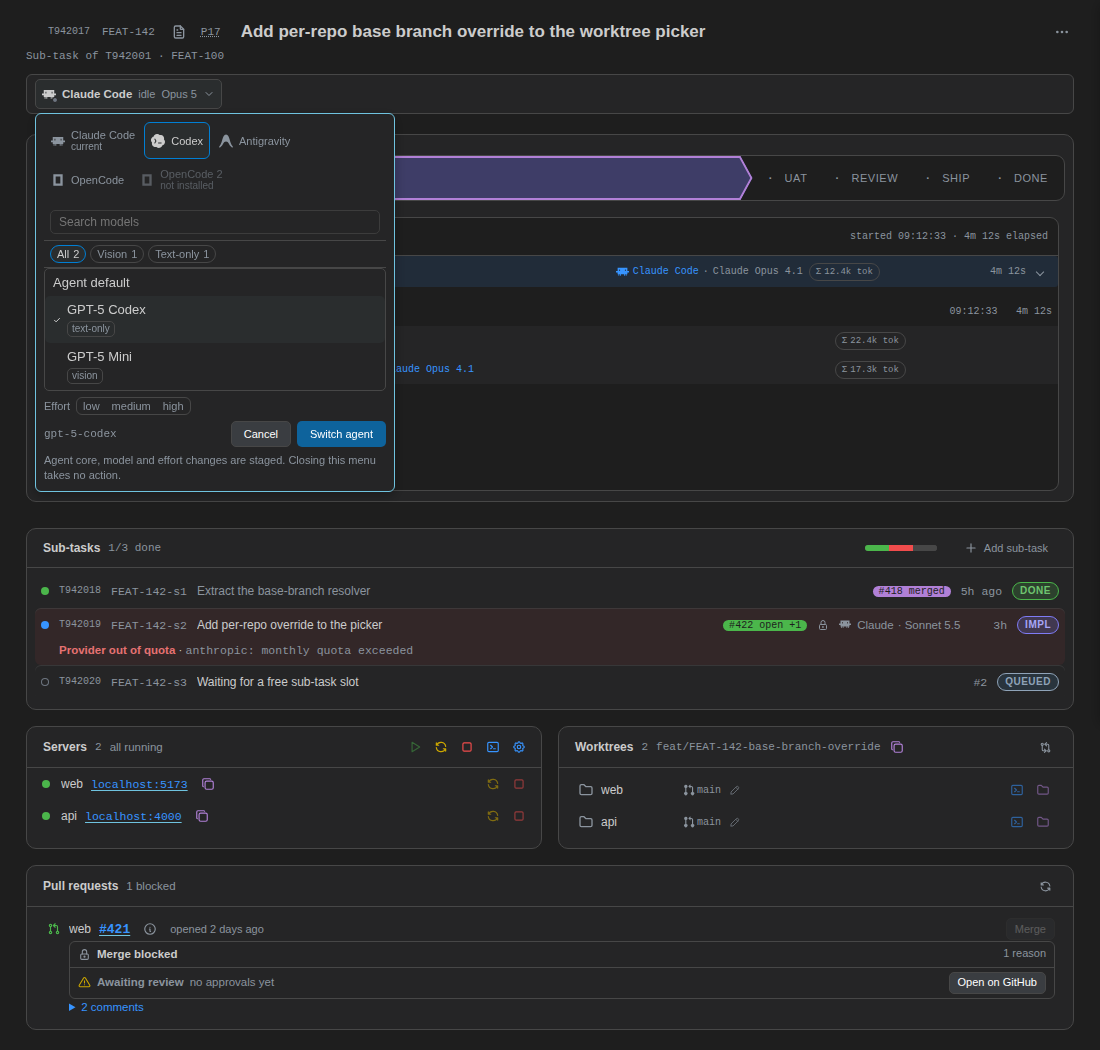 T942017 FEAT-142 P17 Add per-repo base branch override to the worktree picker
Sub-task of T942001 · FEAT-100
Claude Code idle Opus 5
Claude Code
current
Codex
Antigravity
OpenCode
OpenCode 2
not installed
Search models
All 2
Vision 1
Text-only 1
Agent default
GPT-5 Codex
text-only
GPT-5 Mini
vision
Effort low medium high
gpt-5-codex
Cancel
Switch agent
Agent core, model and effort changes are staged. Closing this menu
takes no action.
UAT · REVIEW · SHIP · DONE
started 09:12:33 · 4m 12s elapsed
Claude Code · Claude Opus 4.1 Σ 12.4k tok 4m 12s
09:12:33 4m 12s
Σ 22.4k tok
aude Opus 4.1 Σ 17.3k tok
Sub-tasks 1/3 done
Add sub-task
T942018 FEAT-142-s1 Extract the base-branch resolver #418 merged 5h ago DONE
T942019 FEAT-142-s2 Add per-repo override to the picker #422 open +1 Claude · Sonnet 5.5 3h IMPL
Provider out of quota · anthropic: monthly quota exceeded
T942020 FEAT-142-s3 Waiting for a free sub-task slot #2 QUEUED
Servers 2 all running
web localhost:5173
api localhost:4000
Worktrees 2 feat/FEAT-142-base-branch-override
web main
api main
Pull requests 1 blocked
web #421 opened 2 days ago Merge
Merge blocked 1 reason
Awaiting review no approvals yet Open on GitHub
2 comments